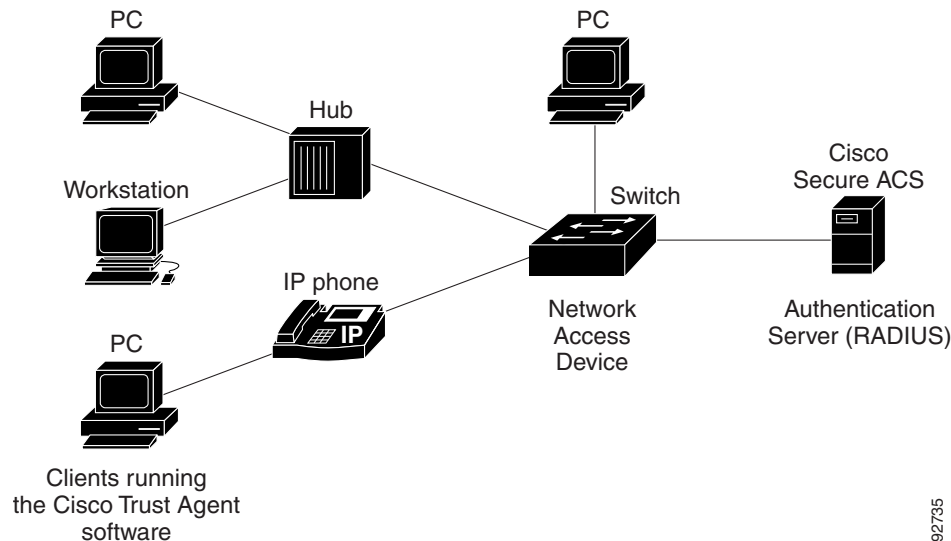 PC
PC
Hub
Cisco
Secure ACS
Workstation
Switch
IP phone
IP
Network
Access
Device
Authentication
Server (RADIUS)
PC
Clients running
the Cisco Trust Agent
software
92735